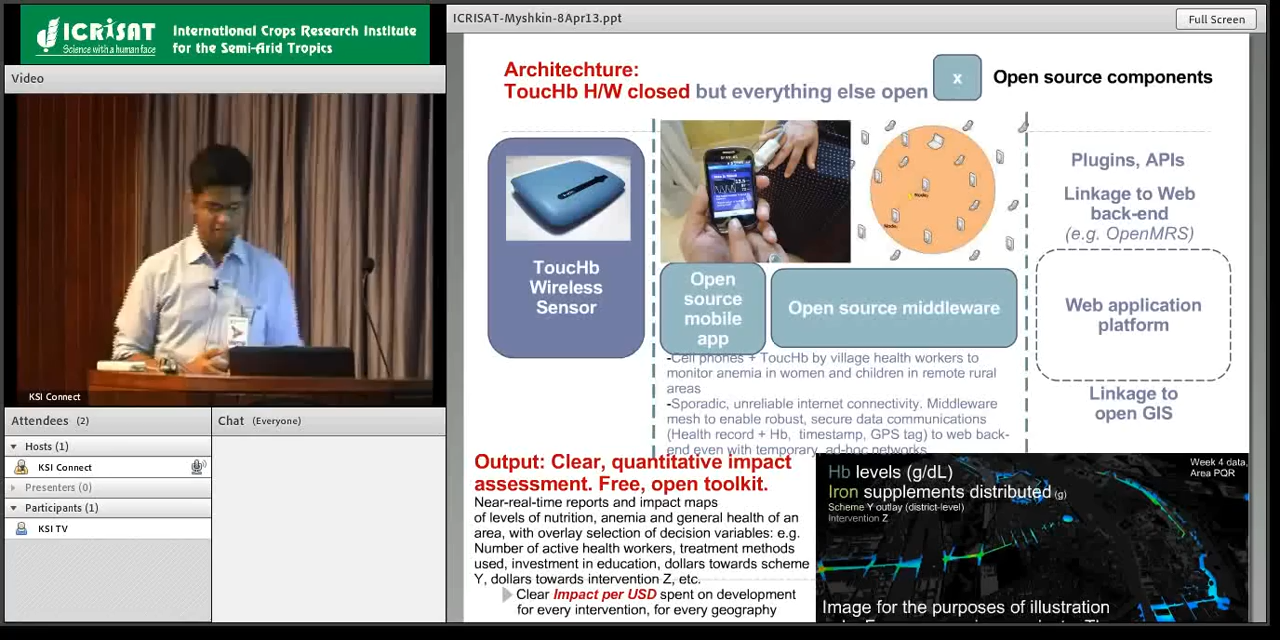 ICRISAT
Science with a human face
International Crops Research Institute
for the Semi-Arid Tropics
Video
KSI Connect
Attendees (2)
Hosts (1)
KSI Connect
Presenters (0)
Participants (1)
KSI TV
Chat (Everyone)
ICRISAT-Myshkin-8Apr13.ppt
Full Screen
Architechture:
ToucHb H/W closed but everything else open
x
Open source components
ToucHb
Wireless
Sensor
Open
source
mobile
app
Open source middleware
Plugins, APIs
Linkage to Web
back-end
(e.g. OpenMRS)
Web application
platform
Linkage to
open GIS
-Cell phones + ToucHb by village health workers to
monitor anemia in women and children in remote rural
areas
-Sporadic, unreliable internet connectivity. Middleware
mesh to enable robust, secure data communications
(Health record + Hb, timestamp, GPS tag) to web back-
end even with temporary, ad-hoc networks
Output: Clear, quantitative impact
assessment. Free, open toolkit.
Near-real-time reports and impact maps
of levels of nutrition, anemia and general health of an
area, with overlay selection of decision variables: e.g.
Number of active health workers, treatment methods
used, investment in education, dollars towards scheme
Y, dollars towards intervention Z, etc.
Clear Impact per USD spent on development
for every intervention, for every geography
Hb levels (g/dL)
Iron supplements distributed (g)
Scheme Y outlay (district-level)
Intervention Z
Week 4 data,
Area PQR
Image for the purposes of illustration